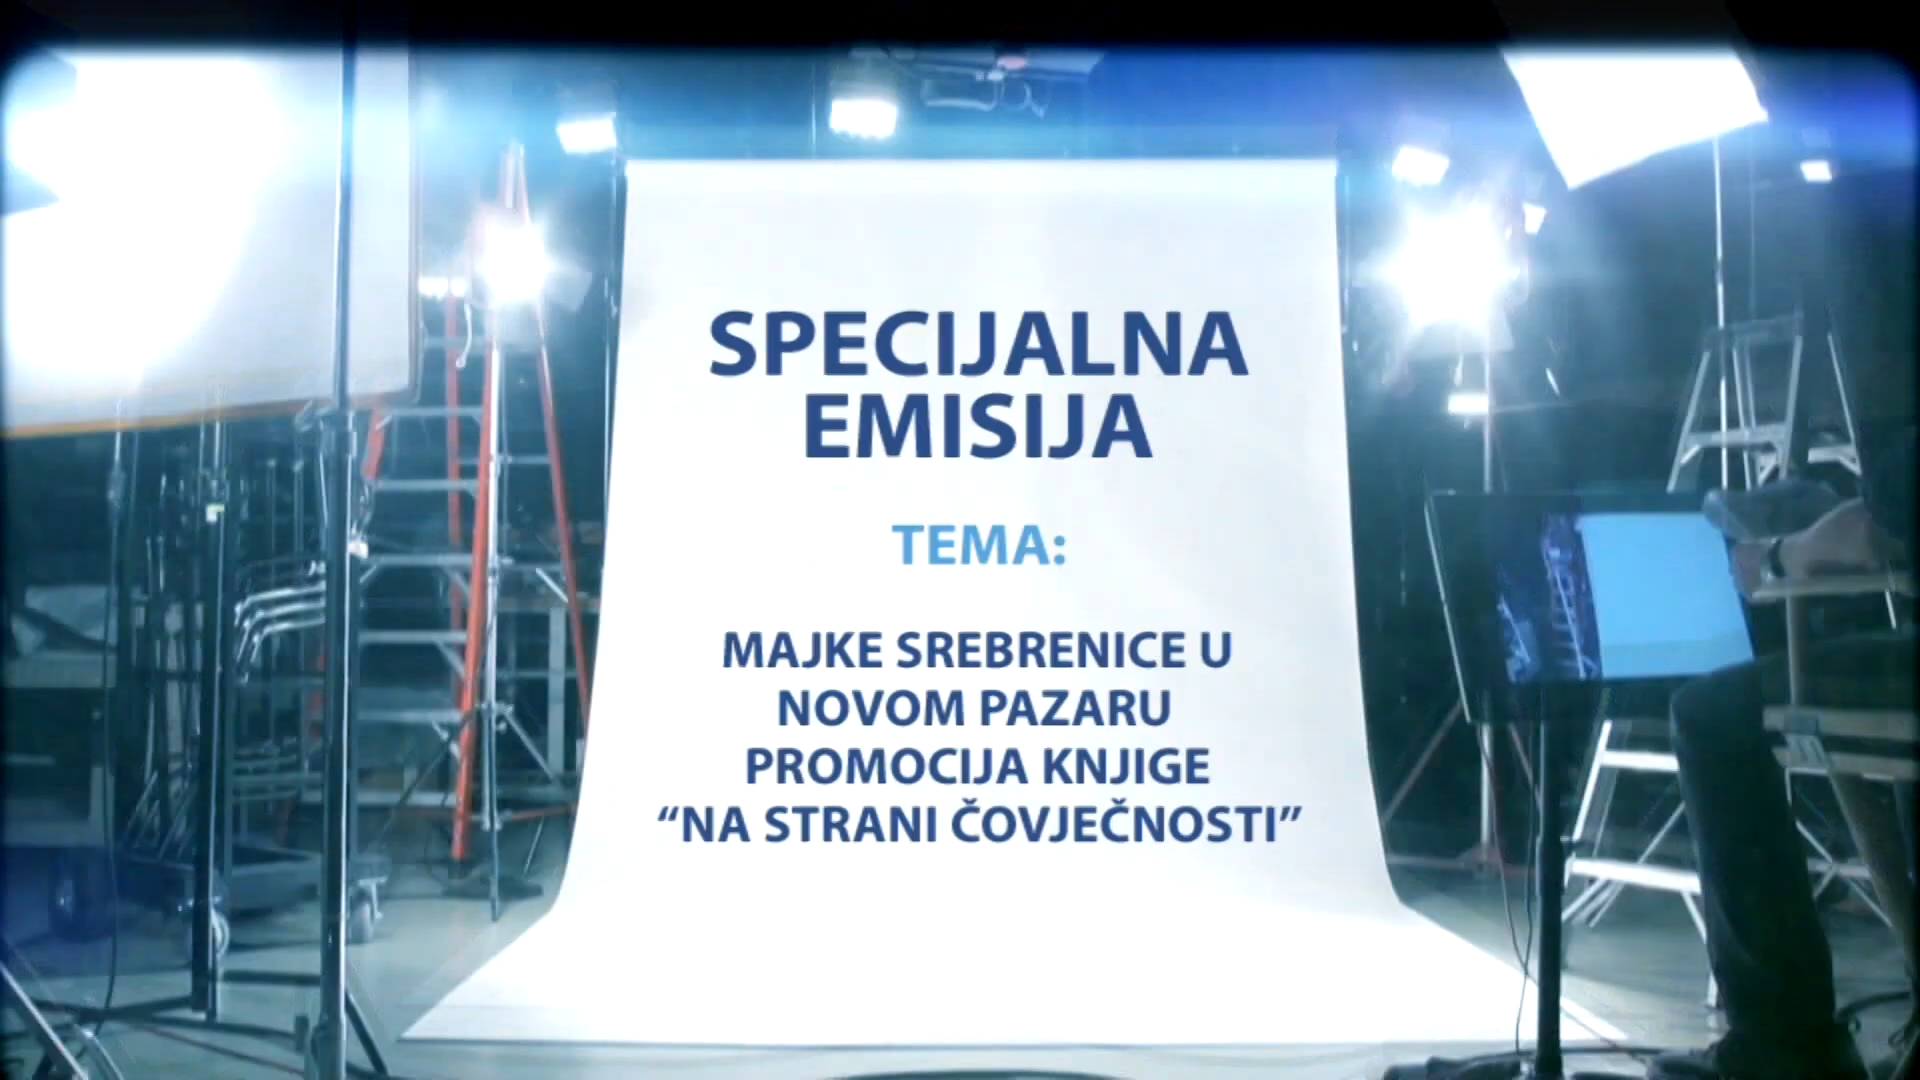 SPECIJALNA
EMISIJA
TEMA:
MAJKE SREBRENICE U
NOVOM PAZARU
PROMOCIJA KNJIGE
“NA STRANI ČOVJEČNOSTI”